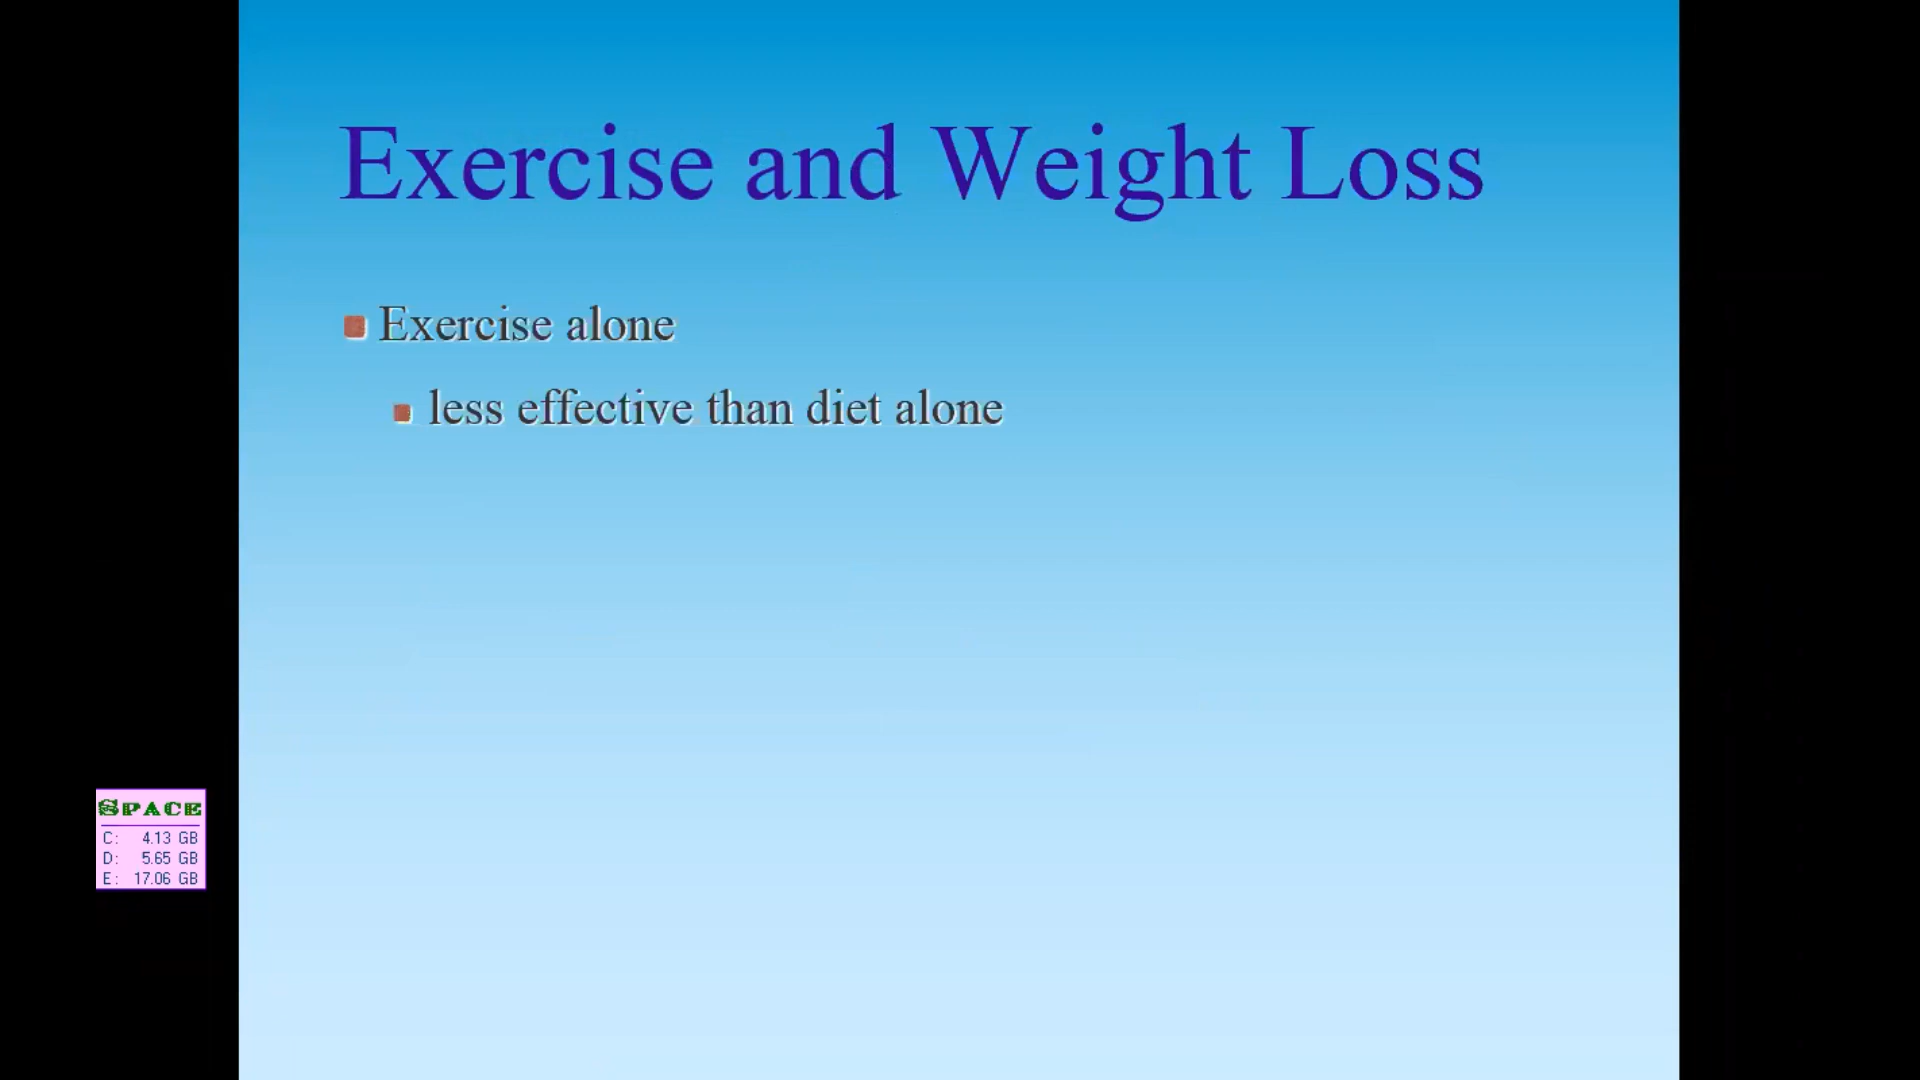 Exercise and Weight Loss
Exercise alone
less effective than diet alone
SPACE
C: 4.13 GB
D: 5.65 GB
E: 17.06 GB